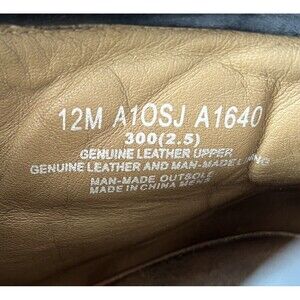 12M A1OSJ A1640
300(2.5)
GENUINE LEATHER UPPER
GENUINE LEATHER AND MAN-MADE LINING
MAN-MADE OUTSOLE
MADE IN CHINA MENS